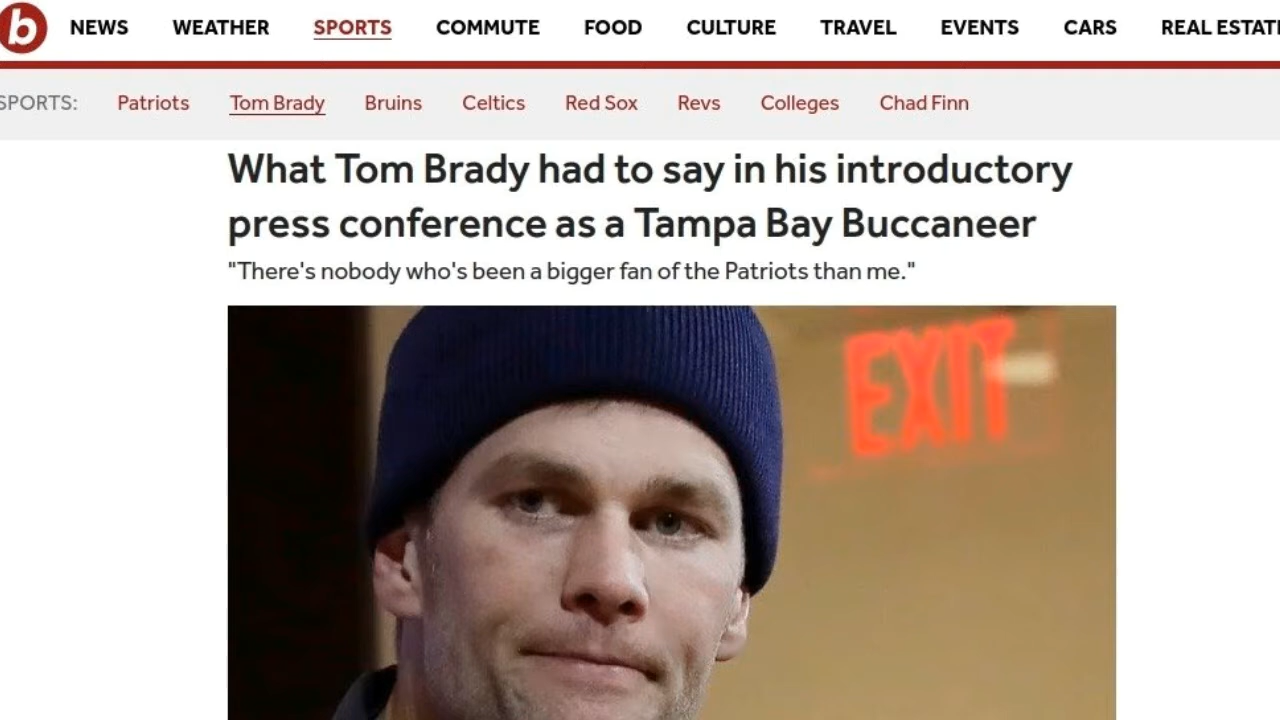 b NEWS WEATHER SPORTS COMMUTE FOOD CULTURE TRAVEL EVENTS CARS REAL ESTAT
SPORTS: Patriots Tom Brady Bruins Celtics Red Sox Revs Colleges Chad Finn
What Tom Brady had to say in his introductory
press conference as a Tampa Bay Buccaneer
"There's nobody who's been a bigger fan of the Patriots than me."
EXIT